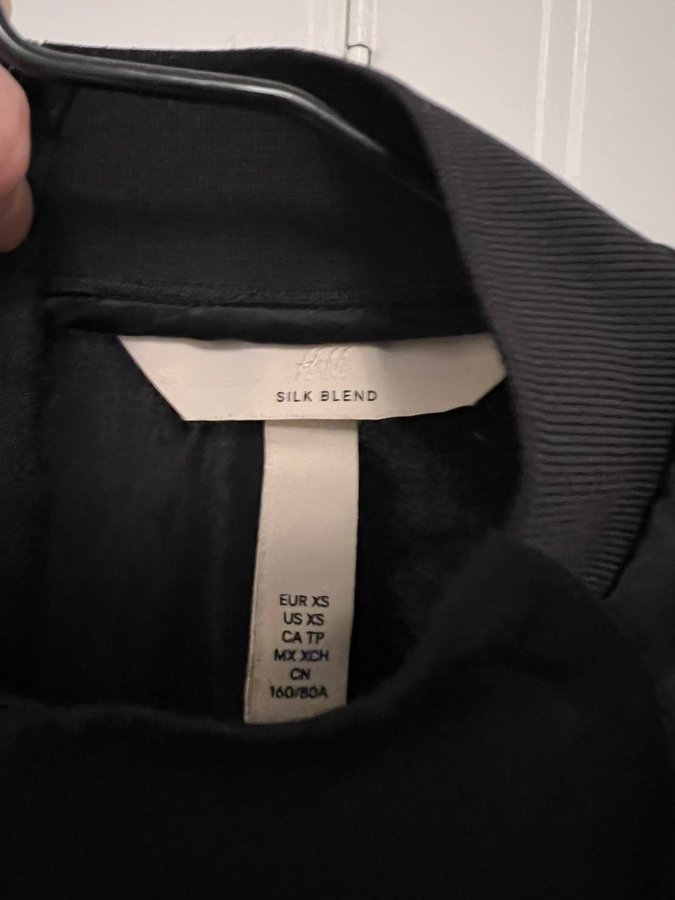 H&M
SILK BLEND
EUR XS
US XS
CA TP
MX XCH
CN
160/80A